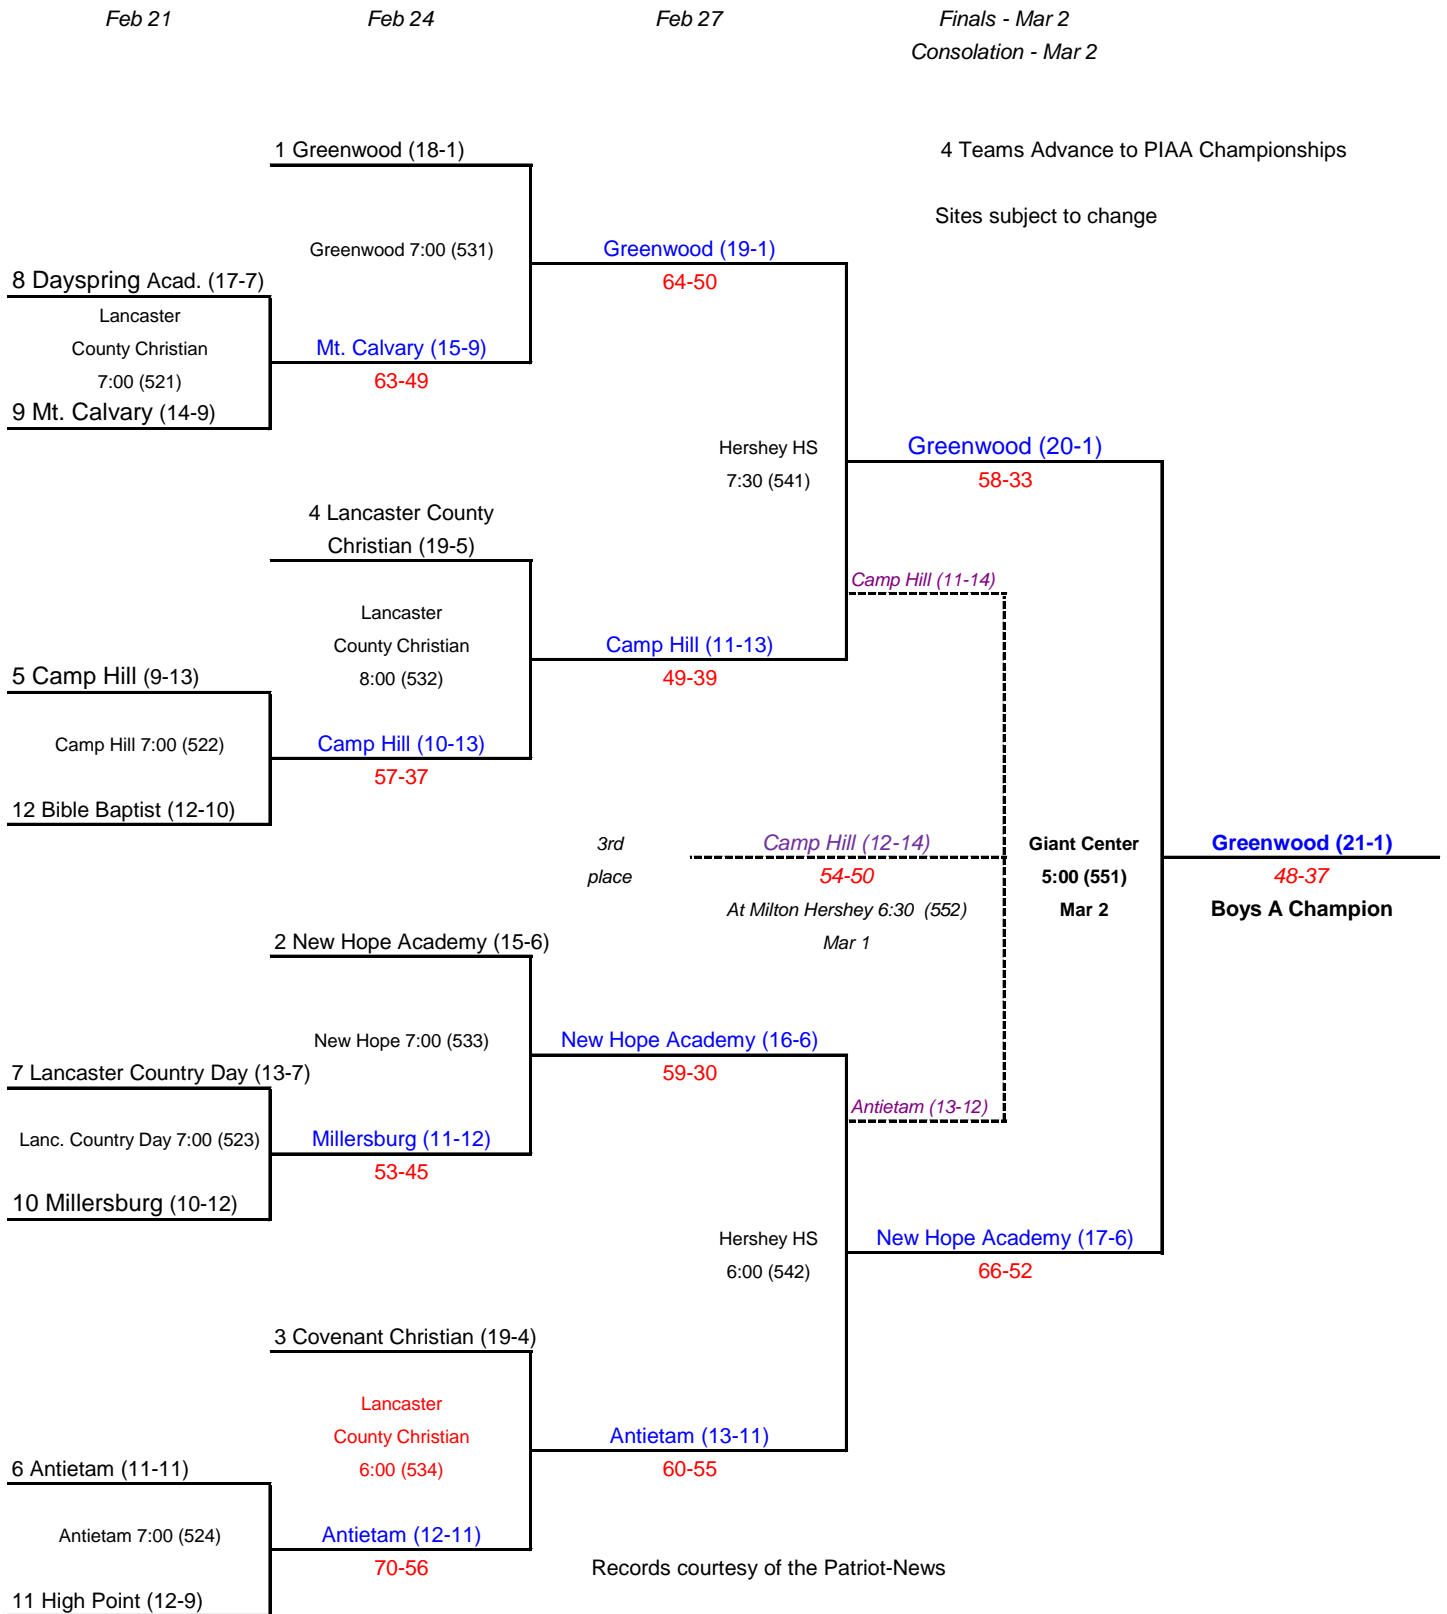 Feb 21
Feb 24
Feb 27
Finals - Mar 2
Consolation - Mar 2
1 Greenwood (18-1)
4 Teams Advance to PIAA Championships
Sites subject to change
Greenwood 7:00 (531)
Greenwood (19-1)
64-50
8 Dayspring Acad. (17-7)
Lancaster
County Christian
7:00 (521)
9 Mt. Calvary (14-9)
Mt. Calvary (15-9)
63-49
Hershey HS
7:30 (541)
Greenwood (20-1)
58-33
4 Lancaster County
Christian (19-5)
Camp Hill (11-14)
Lancaster
County Christian
8:00 (532)
Camp Hill (11-13)
49-39
5 Camp Hill (9-13)
Camp Hill 7:00 (522)
12 Bible Baptist (12-10)
Camp Hill (10-13)
57-37
3rd
place
Camp Hill (12-14)
54-50
At Milton Hershey 6:30 (552)
Mar 1
Giant Center
5:00 (551)
Mar 2
Greenwood (21-1)
48-37
Boys A Champion
2 New Hope Academy (15-6)
New Hope 7:00 (533)
New Hope Academy (16-6)
59-30
7 Lancaster Country Day (13-7)
Lanc. Country Day 7:00 (523)
10 Millersburg (10-12)
Millersburg (11-12)
53-45
Antietam (13-12)
Hershey HS
6:00 (542)
New Hope Academy (17-6)
66-52
3 Covenant Christian (19-4)
Lancaster
County Christian
6:00 (534)
Antietam (13-11)
60-55
6 Antietam (11-11)
Antietam 7:00 (524)
11 High Point (12-9)
Antietam (12-11)
70-56
Records courtesy of the Patriot-News